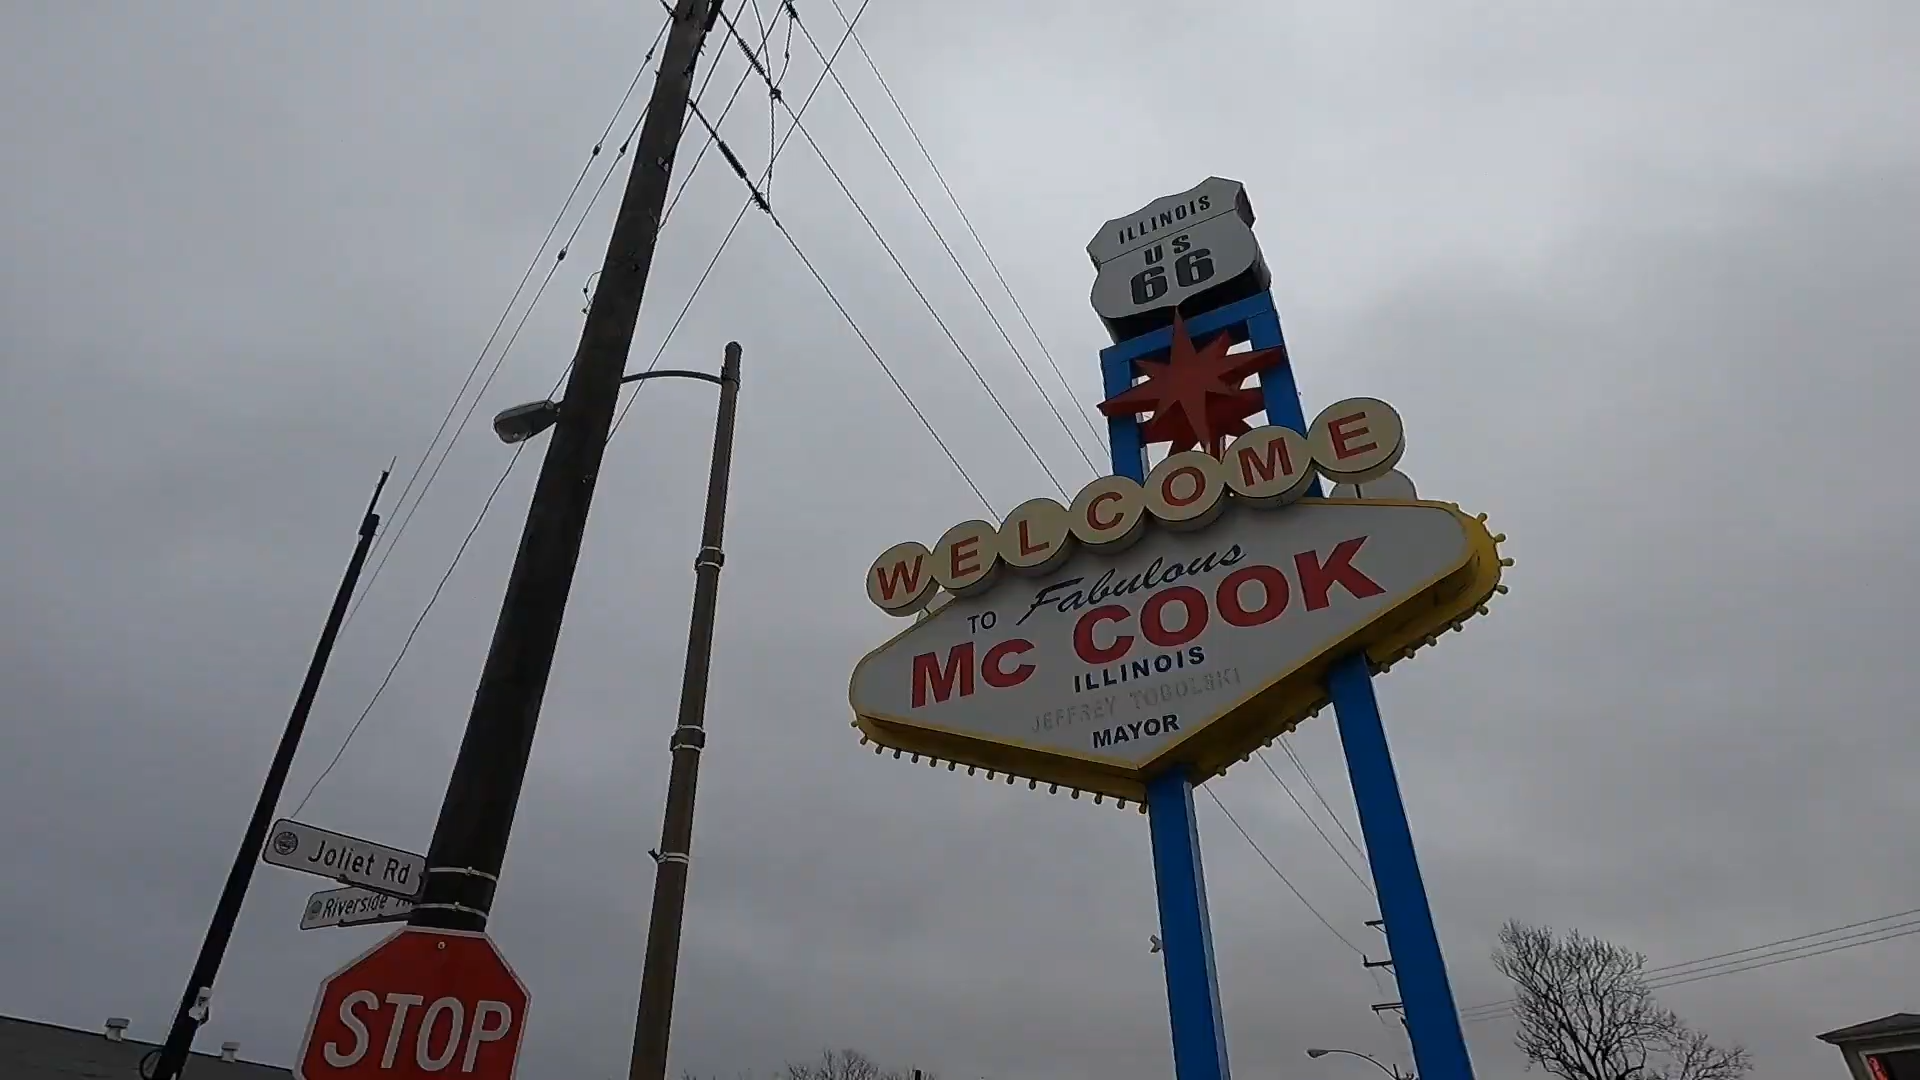 ILLINOIS
US
66
WELCOME
TO Fabulous
Mc COOK
ILLINOIS
JEFFREY TOBOLSKI
MAYOR
Joliet Rd
Riverside
STOP